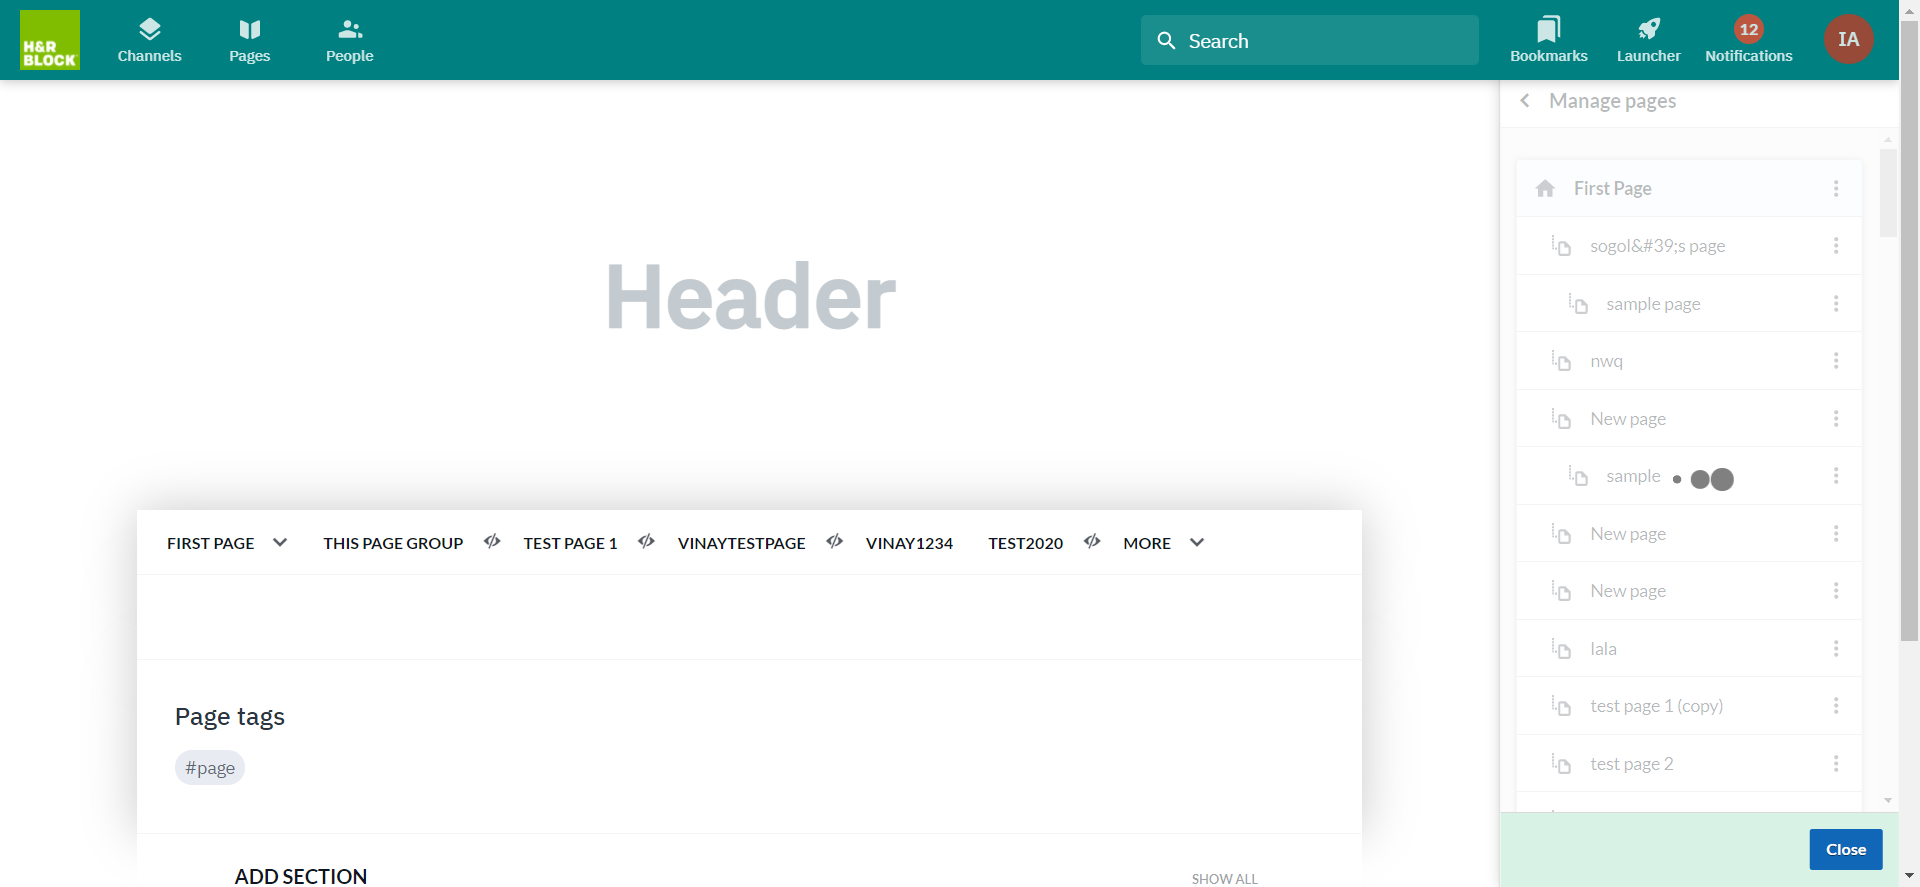 H&R
BLOCK
Channels
Pages
People
Search
Bookmarks
Launcher
12
Notifications
IA
Manage pages
First Page
sogol&#39;s page
sample page
nwq
New page
sample
New page
New page
lala
test page 1 (copy)
test page 2
Close
Header
FIRST PAGE
THIS PAGE GROUP
TEST PAGE 1
VINAYTESTPAGE
VINAY1234
TEST2020
MORE
Page tags
#page
ADD SECTION
SHOW ALL